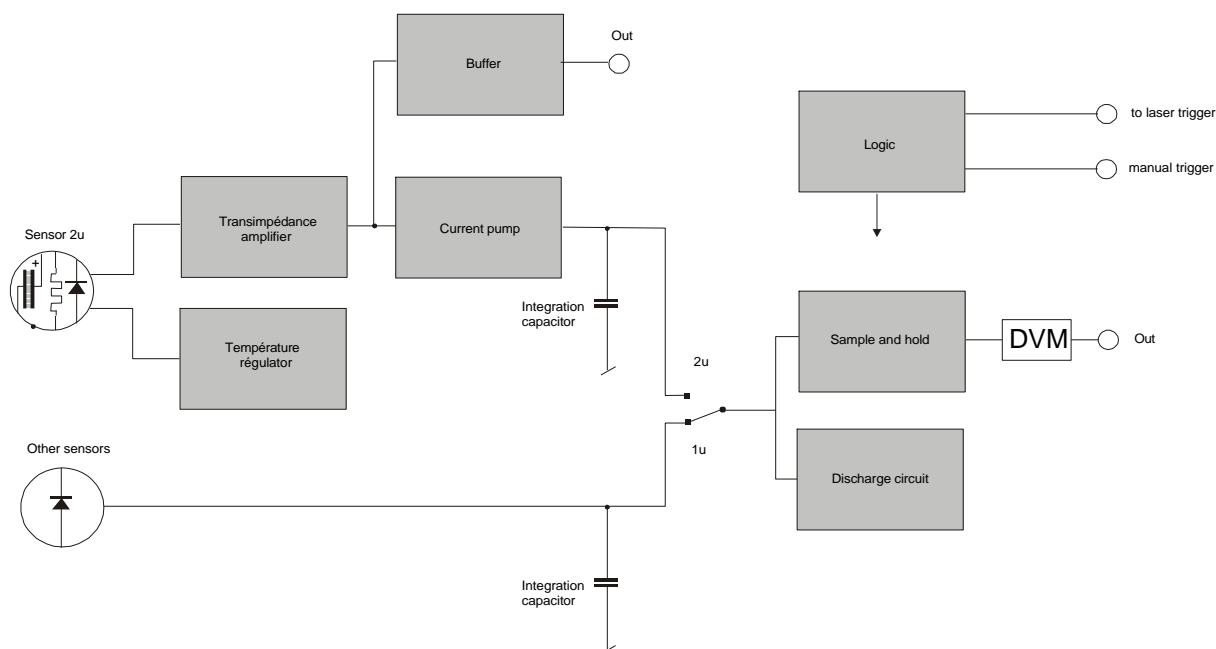 Out
Buffer
to laser trigger
Logic
manual trigger
Transimpédance
amplifier
Current pump
Sensor 2u
+
Integration
capacitor
Température
régulator
Sample and hold
DVM
Out
2u
1u
Other sensors
Discharge circuit
Integration
capacitor